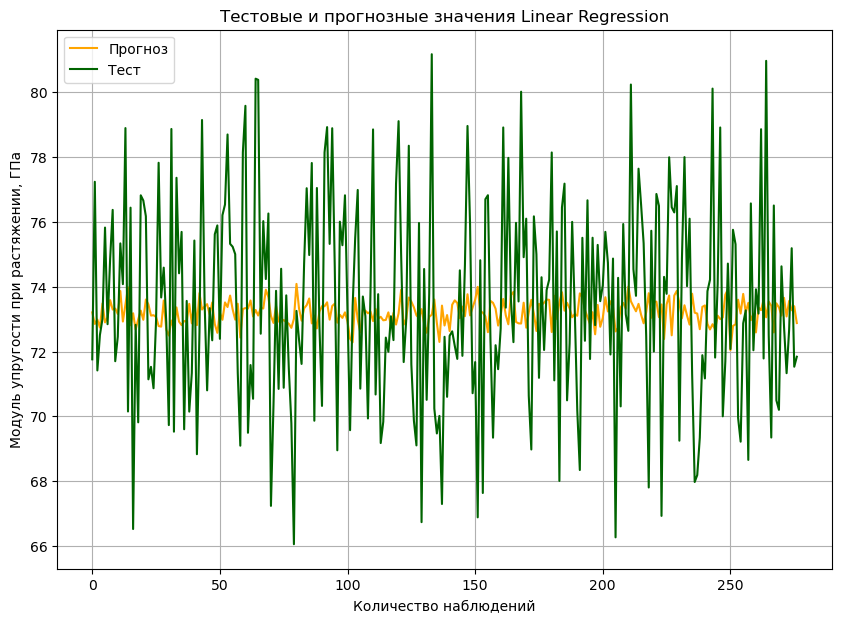 Тестовые и прогнозные значения Linear Regression
Прогноз
Тест
Модуль упругости при растяжении, ГПа
80
78
76
74
72
70
68
66
0
50
100
150
200
250
Количество наблюдений